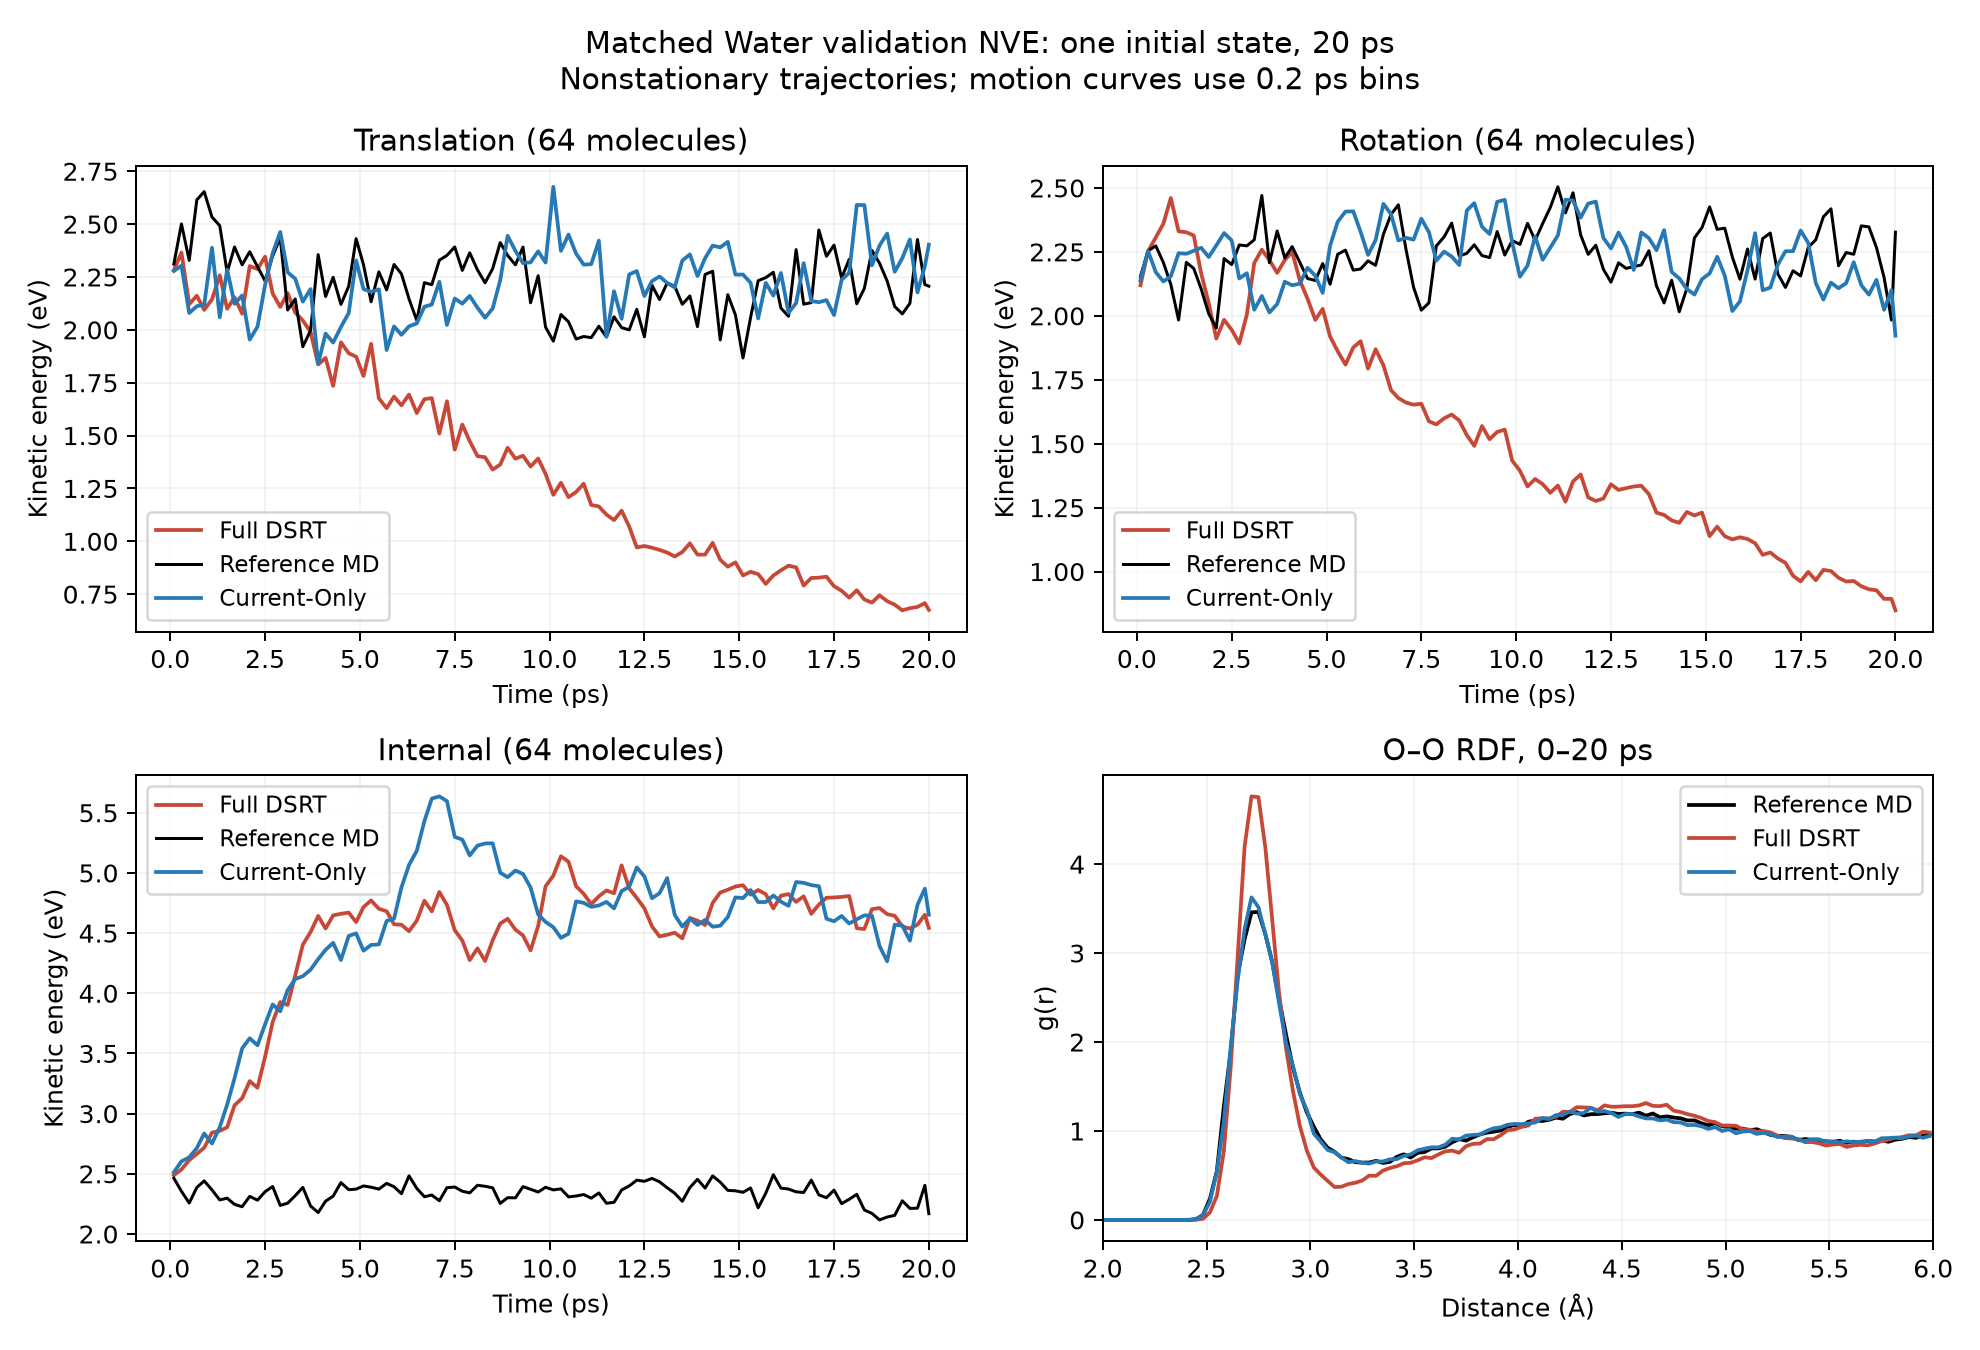 Matched Water validation NVE: one initial state, 20 ps
Nonstationary trajectories; motion curves use 0.2 ps bins
Translation (64 molecules)
Kinetic energy (eV)
2.75
2.50
2.25
2.00
1.75
1.50
1.25
1.00
0.75
Full DSRT
Reference MD
Current-Only
0.0 2.5 5.0 7.5 10.0 12.5 15.0 17.5 20.0
Time (ps)
Rotation (64 molecules)
Kinetic energy (eV)
2.50
2.25
2.00
1.75
1.50
1.25
1.00
Full DSRT
Reference MD
Current-Only
0.0 2.5 5.0 7.5 10.0 12.5 15.0 17.5 20.0
Time (ps)
Internal (64 molecules)
Kinetic energy (eV)
5.5
5.0
4.5
4.0
3.5
3.0
2.5
2.0
Full DSRT
Reference MD
Current-Only
0.0 2.5 5.0 7.5 10.0 12.5 15.0 17.5 20.0
Time (ps)
O–O RDF, 0–20 ps
g(r)
4
3
2
1
0
Reference MD
Full DSRT
Current-Only
2.0 2.5 3.0 3.5 4.0 4.5 5.0 5.5 6.0
Distance (Å)